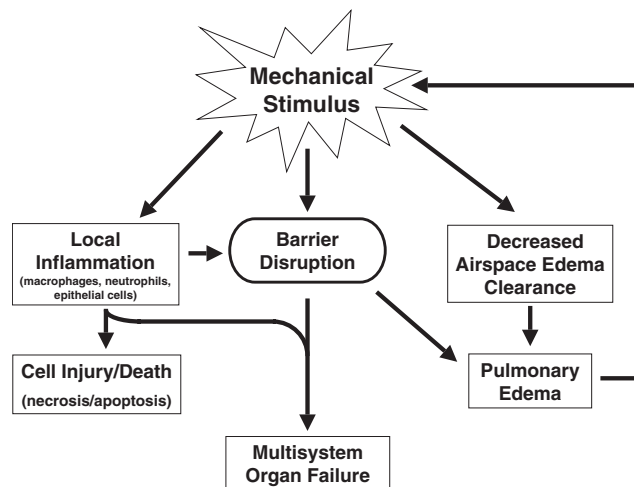 Mechanical
Stimulus
Local
Inflammation
(macrophages, neutrophils,
epithelial cells)
Barrier
Disruption
Decreased
Airspace Edema
Clearance
Cell Injury/Death
(necrosis/apoptosis)
Pulmonary
Edema
Multisystem
Organ Failure